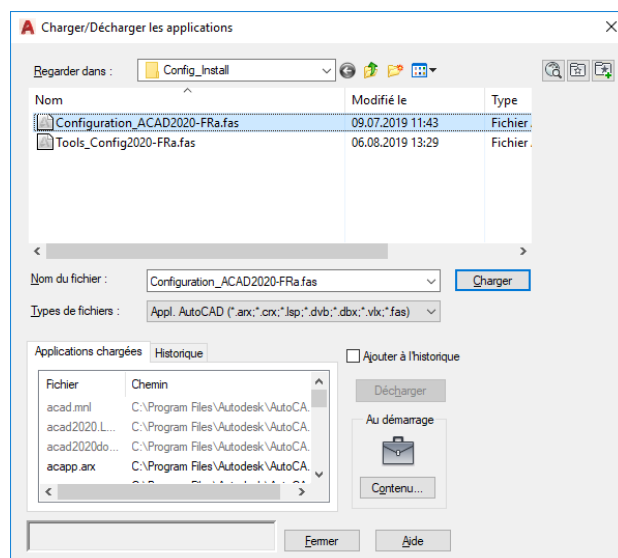 Charger/Décharger les applications
Regarder dans : Config_Install
Nom Modifié le Type
Configuration_ACAD2020-FRa.fas 09.07.2019 11:43 Fichier
Tools_Config2020-FRa.fas 06.08.2019 13:29 Fichier
Nom du fichier : Configuration_ACAD2020-FRa.fas Charger
Types de fichiers : Appl. AutoCAD (*.arx;*.crx;*.lsp;*.dvb;*.dbx;*.vlx;*.fas)
Applications chargées Historique Ajouter à l'historique
Fichier Chemin
Décharger
acad.mnl C:\Program Files\Autodesk\AutoCA.
acad2020.L... C:\Program Files\Autodesk\AutoCA.
Au démarrage
acad2020do... C:\Program Files\Autodesk\AutoCA.
acapp.arx C:\Program Files\Autodesk\AutoCA.
Contenu...
Fermer Aide